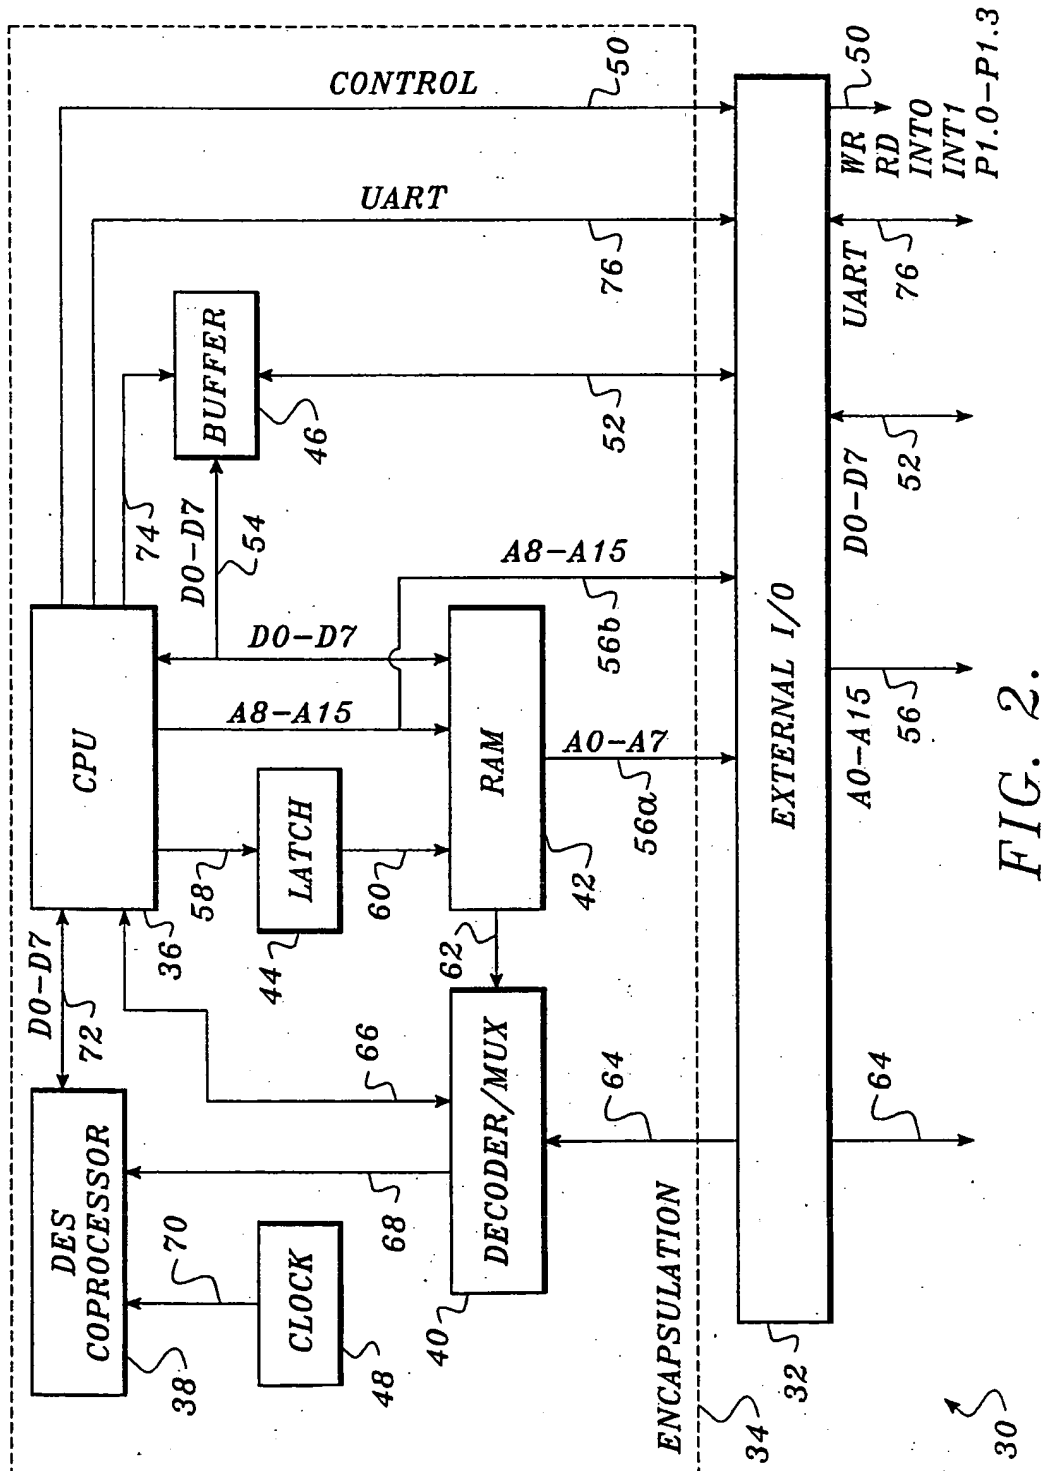 D0-D7
DES
COPROCESSOR
CPU
72
74
38
70
36
58
D0-D7
BUFFER
A8-A15
54
44
D0-D7
CLOCK
LATCH
46
66
48
68
60
UART
CONTROL
40
62
DECODER/MUX
RAM
A8-A15
42
64
A0-A7
56b
52
76
50
56a
ENCAPSULATION
34
EXTERNAL I/O
32
A0-A15
D0-D7
UART
WR
50
RD
64
56
52
76
INT0
INT1
P1.0-P1.3
30
FIG. 2.